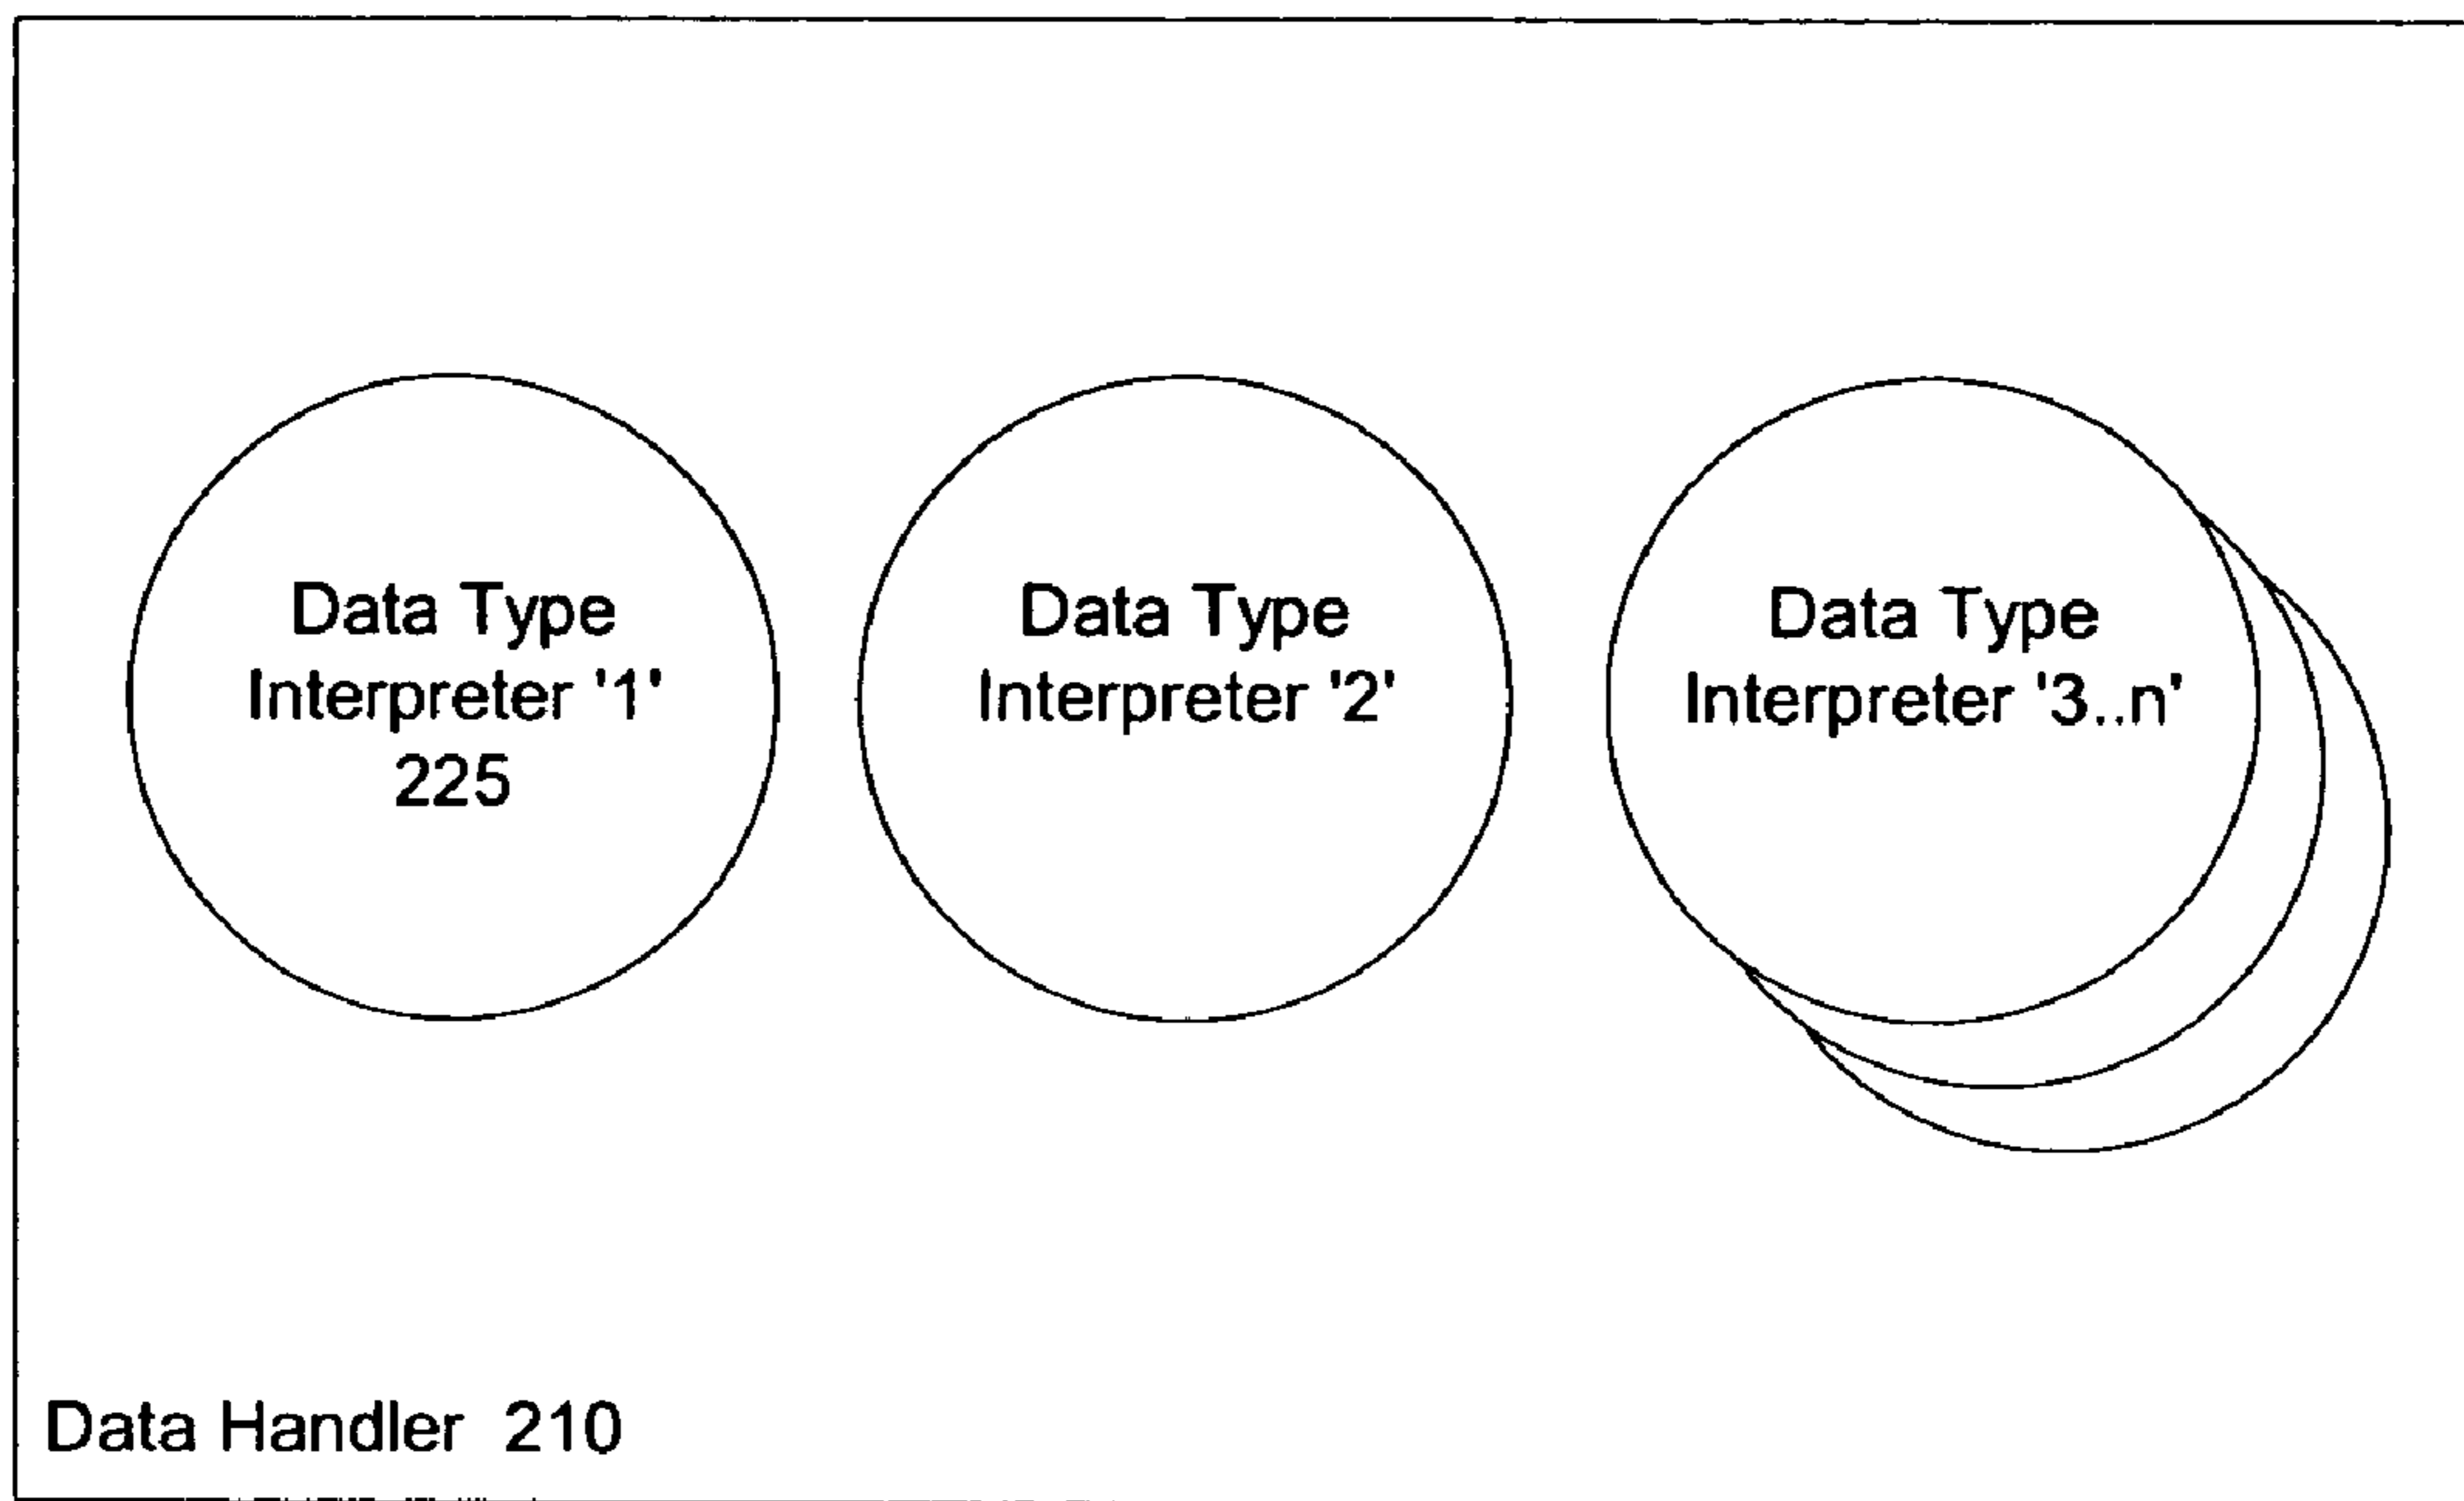 Data Type
Interpreter '1'
225
Data Type
Interpreter '2'
Data Type
Interpreter '3..n'
Data Handler 210